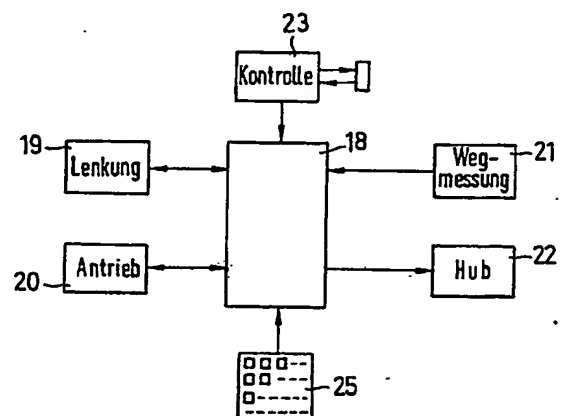 23
Kontrolle
19
Lenkung
18
Weg-
messung
21
20
Antrieb
Hub
22
25